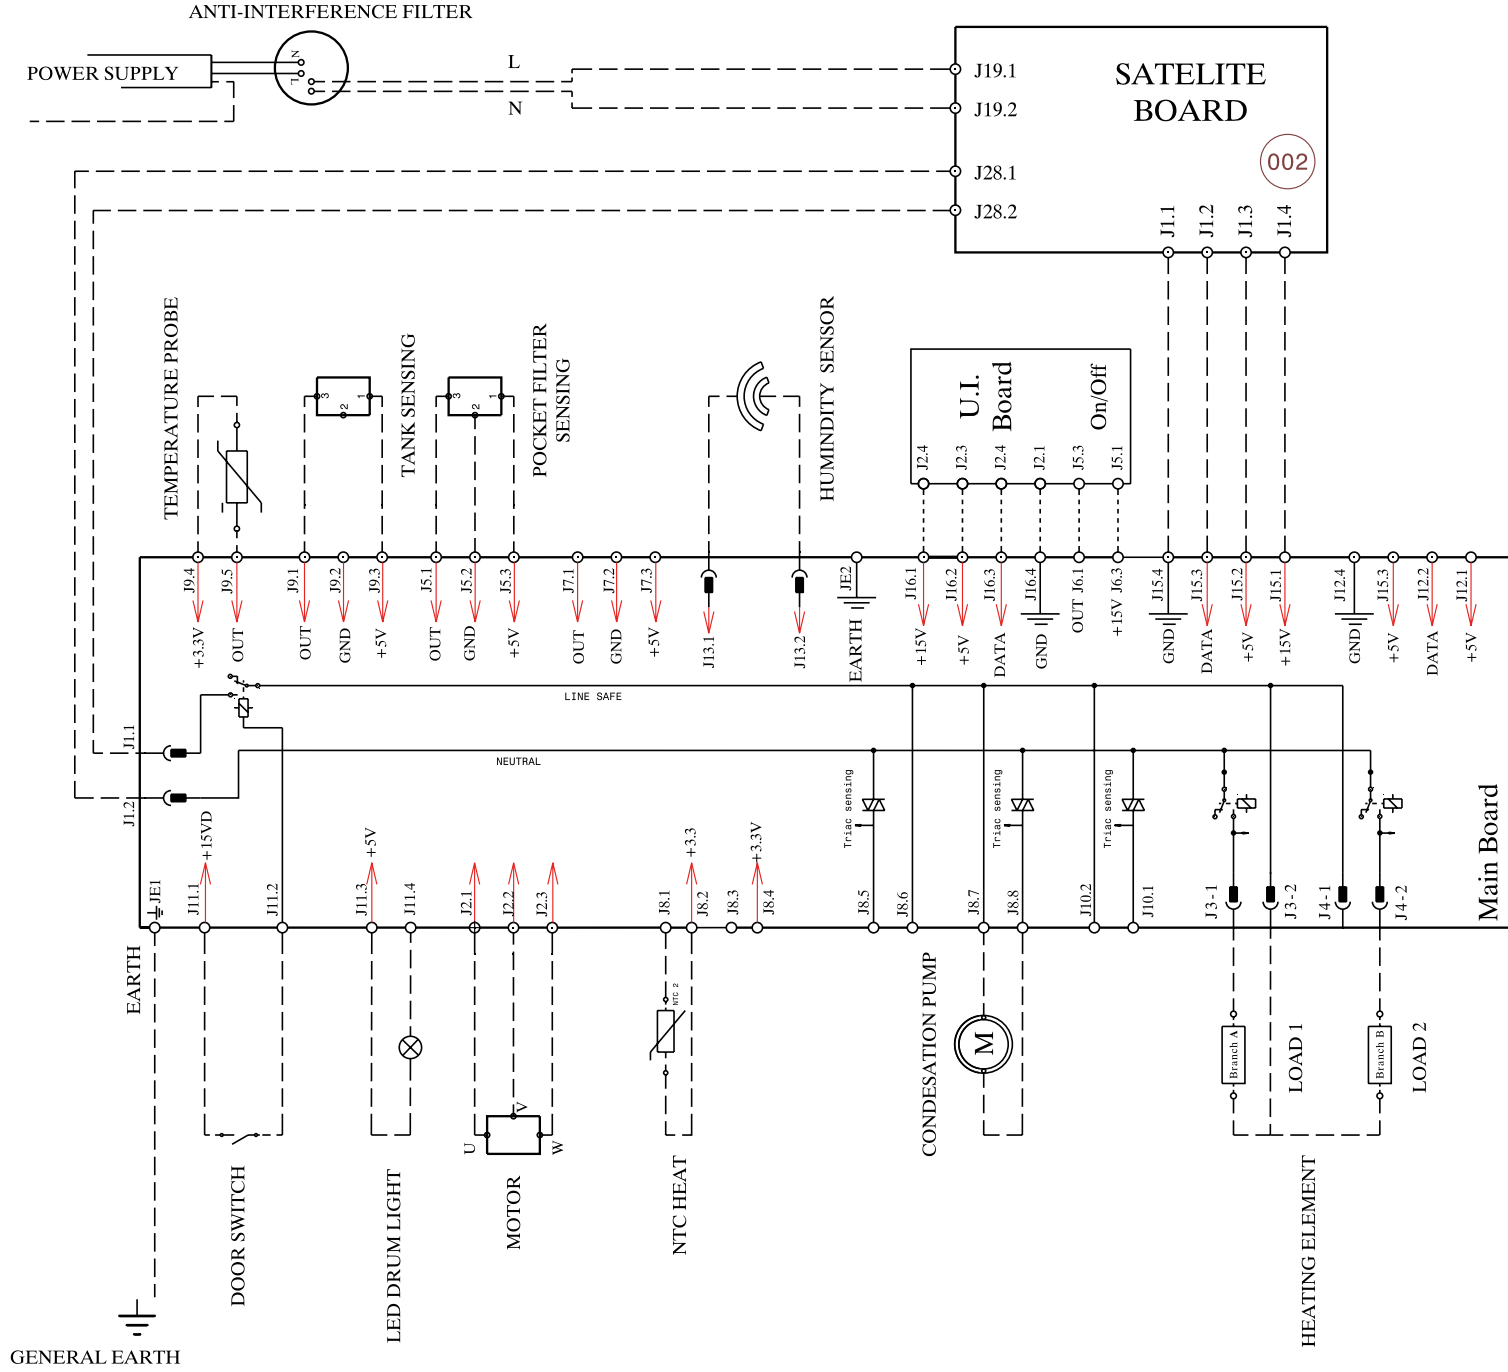 ANTI-INTERFERENCE FILTER
POWER SUPPLY
N
L
L
N
J19.1
J19.2
J28.1
J28.2
SATELITE
BOARD
002
J1.1
J1.2
J1.3
J1.4
TEMPERATURE PROBE
3
2
1
TANK SENSING
3
2
1
POCKET FILTER
SENSING
HUMINDITY SENSOR
U.I.
Board
On/Off
J2.4
J2.3
J2.4
J2.1
J5.3
J5.1
J9.4
J9.5
J9.1
J9.2
J9.3
J5.1
J5.2
J5.3
J7.1
J7.2
J7.3
J13.1
J13.2
JE2
J16.1
J16.2
J16.3
J16.4
OUT J6.1
+15V J6.3
J15.4
J15.3
J15.2
J15.1
J12.4
J15.3
J12.2
J12.1
+3.3V
OUT
OUT
GND
+5V
OUT
GND
+5V
OUT
GND
+5V
EARTH
+15V
+5V
DATA
GND
GND
DATA
+5V
+15V
GND
+5V
DATA
+5V
LINE SAFE
NEUTRAL
J1.1
J1.2
Triac sensing
Triac sensing
Triac sensing
Main Board
JE1
+15VD
J11.1
J11.2
+5V
J11.3
J11.4
J2.1
J2.2
J2.3
J8.1
+3.3
J8.2
J8.3
+3.3V
J8.4
J8.5
J8.6
J8.7
J8.8
J10.2
J10.1
J3-1
J3-2
J4-1
J4-2
EARTH
NTC 2
U
V
W
M
Branch A
Branch B
LOAD 1
LOAD 2
DOOR SWITCH
LED DRUM LIGHT
MOTOR
NTC HEAT
CONDESATION PUMP
HEATING ELEMENT
GENERAL EARTH